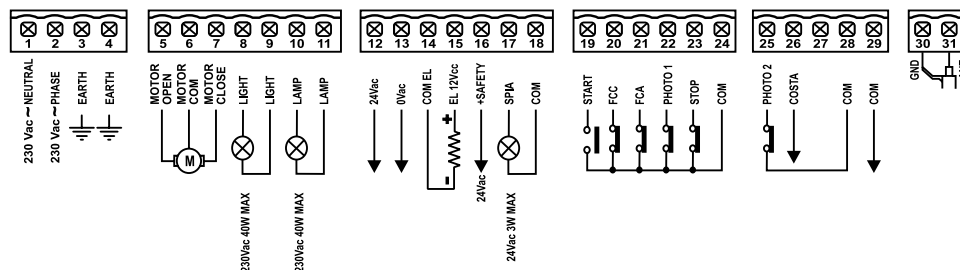 1 2 3 4
5 6 7 8 9 10 11
12 13 14 15 16 17 18
19 20 21 22 23 24
25 26 27 28 29
30 31
230 Vac ~ NEUTRAL
230 Vac ~ PHASE
EARTH
EARTH
MOTOR
OPEN
MOTOR
COM
MOTOR
CLOSE
LIGHT
LIGHT
LAMP
LAMP
M
230Vac 40W MAX
230Vac 40W MAX
24Vac
0Vac
COM EL
EL 12Vcc
+SAFETY
SPIA
COM
+
-
24Vac
24Vac 3W MAX
START
FCC
FCA
PHOTO 1
STOP
COM
PHOTO 2
COSTA
COM
COM
GND